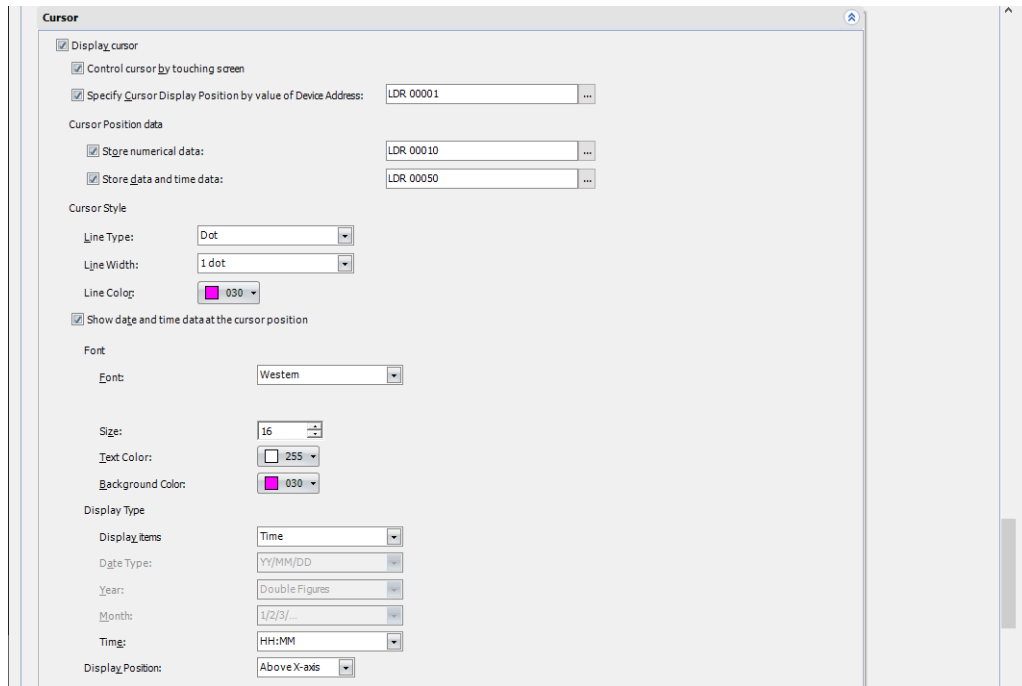 Cursor
Display cursor
Control cursor by touching screen
Specify Cursor Display Position by value of Device Address: LDR 00001 ...
Cursor Position data
Store numerical data: LDR 00010 ...
Store data and time data: LDR 00050 ...
Cursor Style
Line Type: Dot
Line Width: 1 dot
Line Color: 030
Show date and time data at the cursor position
Font
Font: Western
Size: 16
Text Color: 255
Background Color: 030
Display Type
Display items Time
Date Type: YY/MM/DD
Year: Double Figures
Month: 1/2/3/...
Time: HH:MM
Display Position: Above X-axis